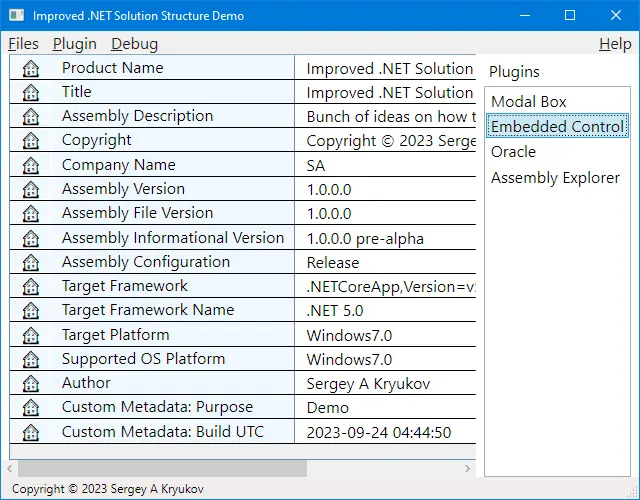 Improved .NET Solution Structure Demo
Files Plugin Debug Help
Product Name Improved .NET Solution
Title Improved .NET Solution
Assembly Description Bunch of ideas on how t
Copyright Copyright © 2023 Serge
Company Name SA
Assembly Version 1.0.0.0
Assembly File Version 1.0.0.0
Assembly Informational Version 1.0.0.0 pre-alpha
Assembly Configuration Release
Target Framework .NETCoreApp,Version=v
Target Framework Name .NET 5.0
Target Platform Windows7.0
Supported OS Platform Windows7.0
Author Sergey A Kryukov
Custom Metadata: Purpose Demo
Custom Metadata: Build UTC 2023-09-24 04:44:50
Plugins
Modal Box
Embedded Control
Oracle
Assembly Explorer
Copyright © 2023 Sergey A Kryukov